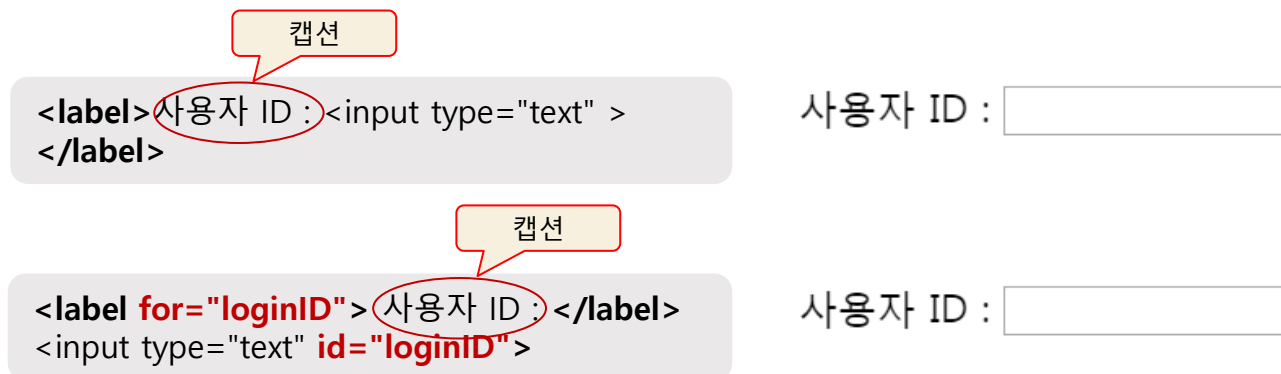 캡션
<label>사용자 ID : <input type="text" >
</label>
사용자 ID :
캡션
<label for="loginID"> 사용자 ID : </label>
<input type="text" id="loginID">
사용자 ID :